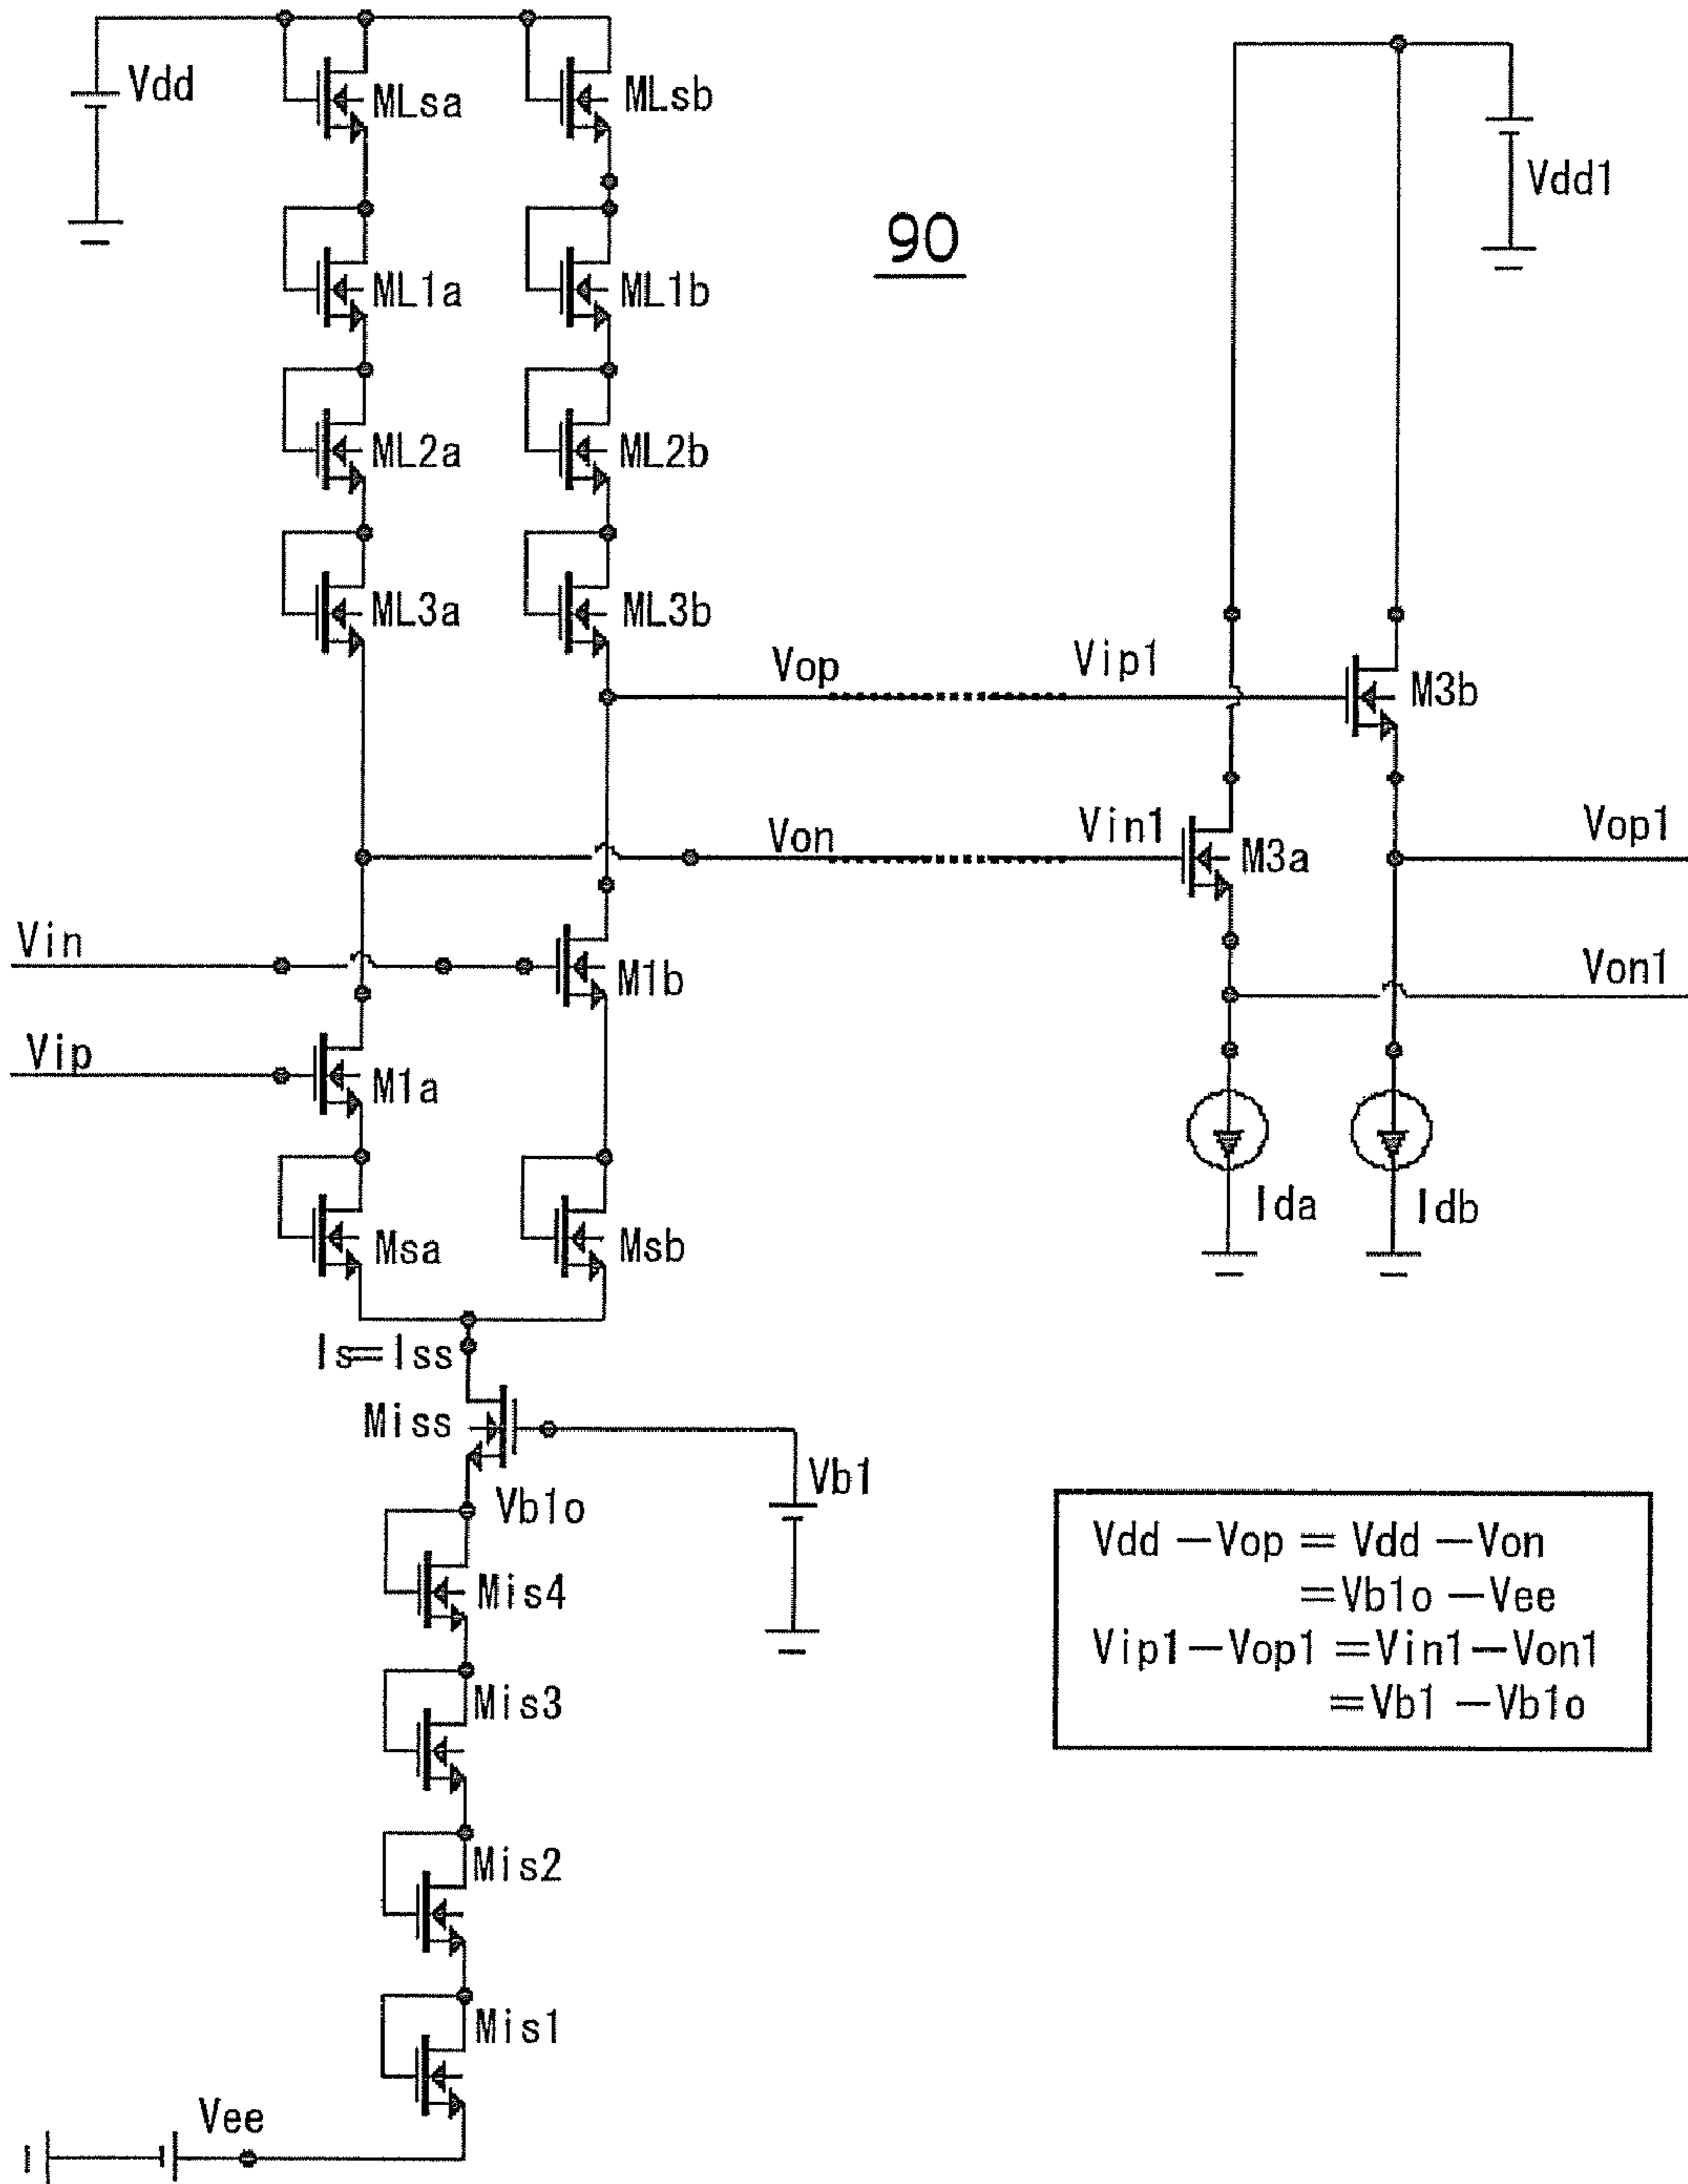 Vdd
MLsa
MLsb
Vdd1
90
ML1a
ML1b
ML2a
ML2b
ML3a
ML3b
Vop
Vip1
M3b
Von
Vin1
M3a
Vop1
Vin
M1b
Von1
Vip
M1a
Msa
Msb
Ida
Idb
Is=Iss
Miss
Vb1
Vb1o
Mis4
Mis3
Mis2
Mis1
Vee
Vdd－Vop＝Vdd－Von
＝Vb1o－Vee
Vip1－Vop1＝Vin1－Von1
＝Vb1－Vb1o